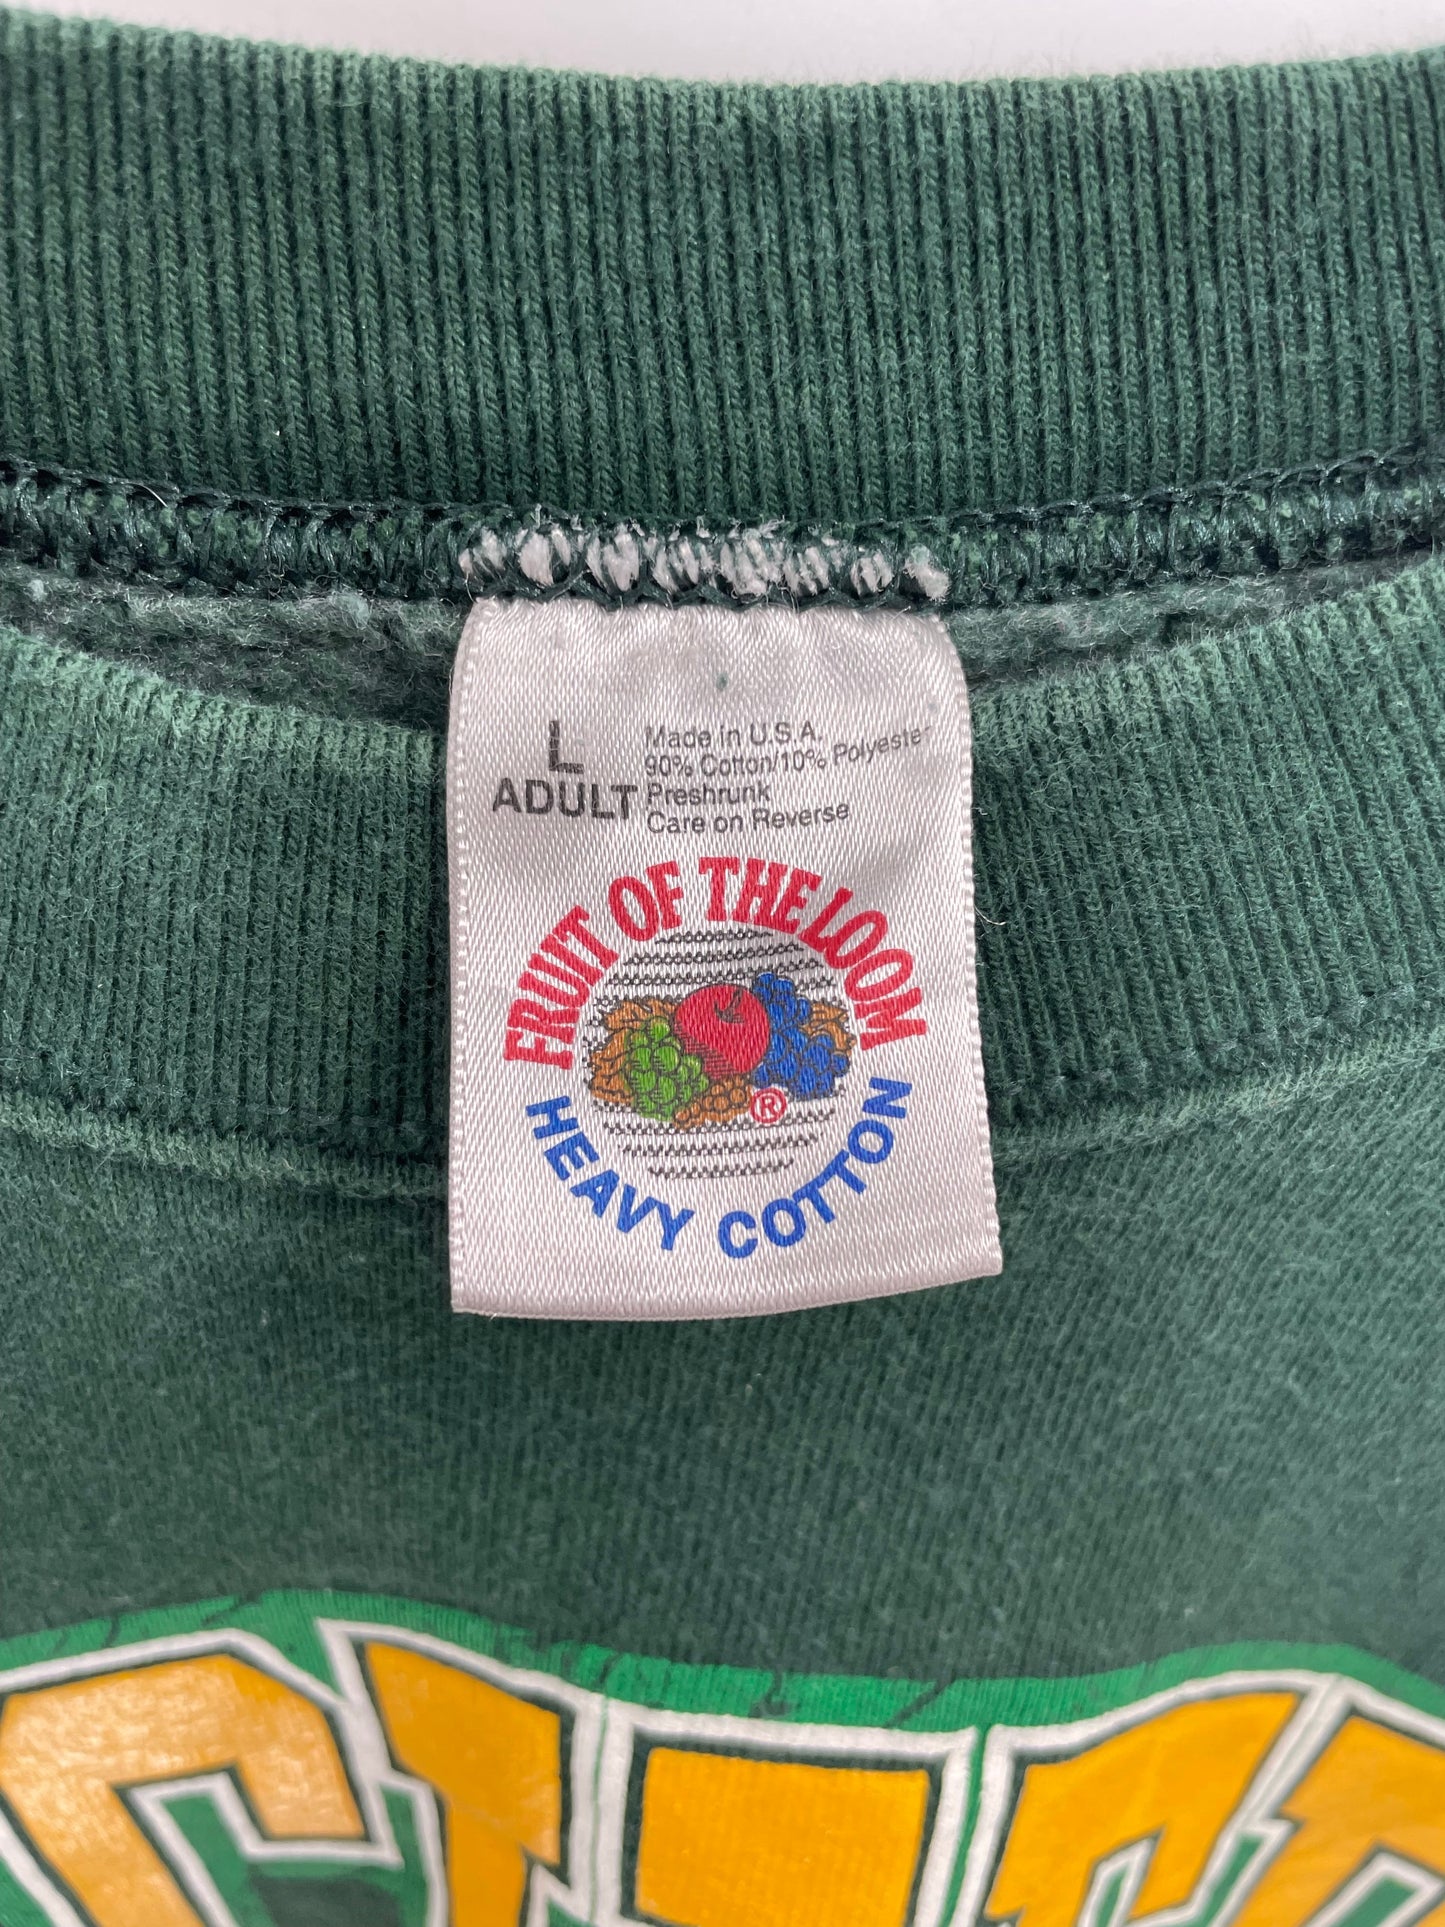 L
ADULT
Made in U.S.A.
90% Cotton/10% Polyester
Preshrunk
Care on Reverse
FRUIT OF THE LOOM
®
HEAVY COTTON